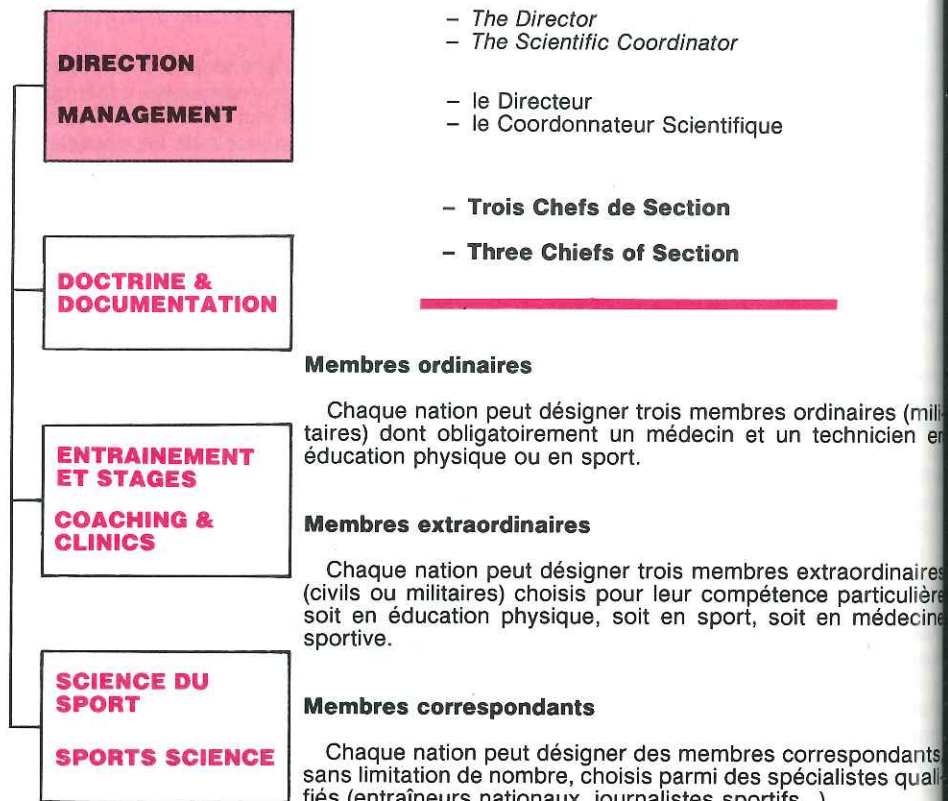 DIRECTION
MANAGEMENT
– The Director
– The Scientific Coordinator
– le Directeur
– le Coordonnateur Scientifique
– Trois Chefs de Section
– Three Chiefs of Section
DOCTRINE &
DOCUMENTATION
ENTRAINEMENT
ET STAGES
COACHING &
CLINICS
SCIENCE DU
SPORT
SPORTS SCIENCE
Membres ordinaires
Chaque nation peut désigner trois membres ordinaires (mili-
taires) dont obligatoirement un médecin et un technicien en
éducation physique ou en sport.
Membres extraordinaires
Chaque nation peut désigner trois membres extraordinaires
(civils ou militaires) choisis pour leur compétence particulière
soit en éducation physique, soit en sport, soit en médecine
sportive.
Membres correspondants
Chaque nation peut désigner des membres correspondants,
sans limitation de nombre, choisis parmi des spécialistes quali-
fiés (entraîneurs nationaux, journalistes sportifs...)